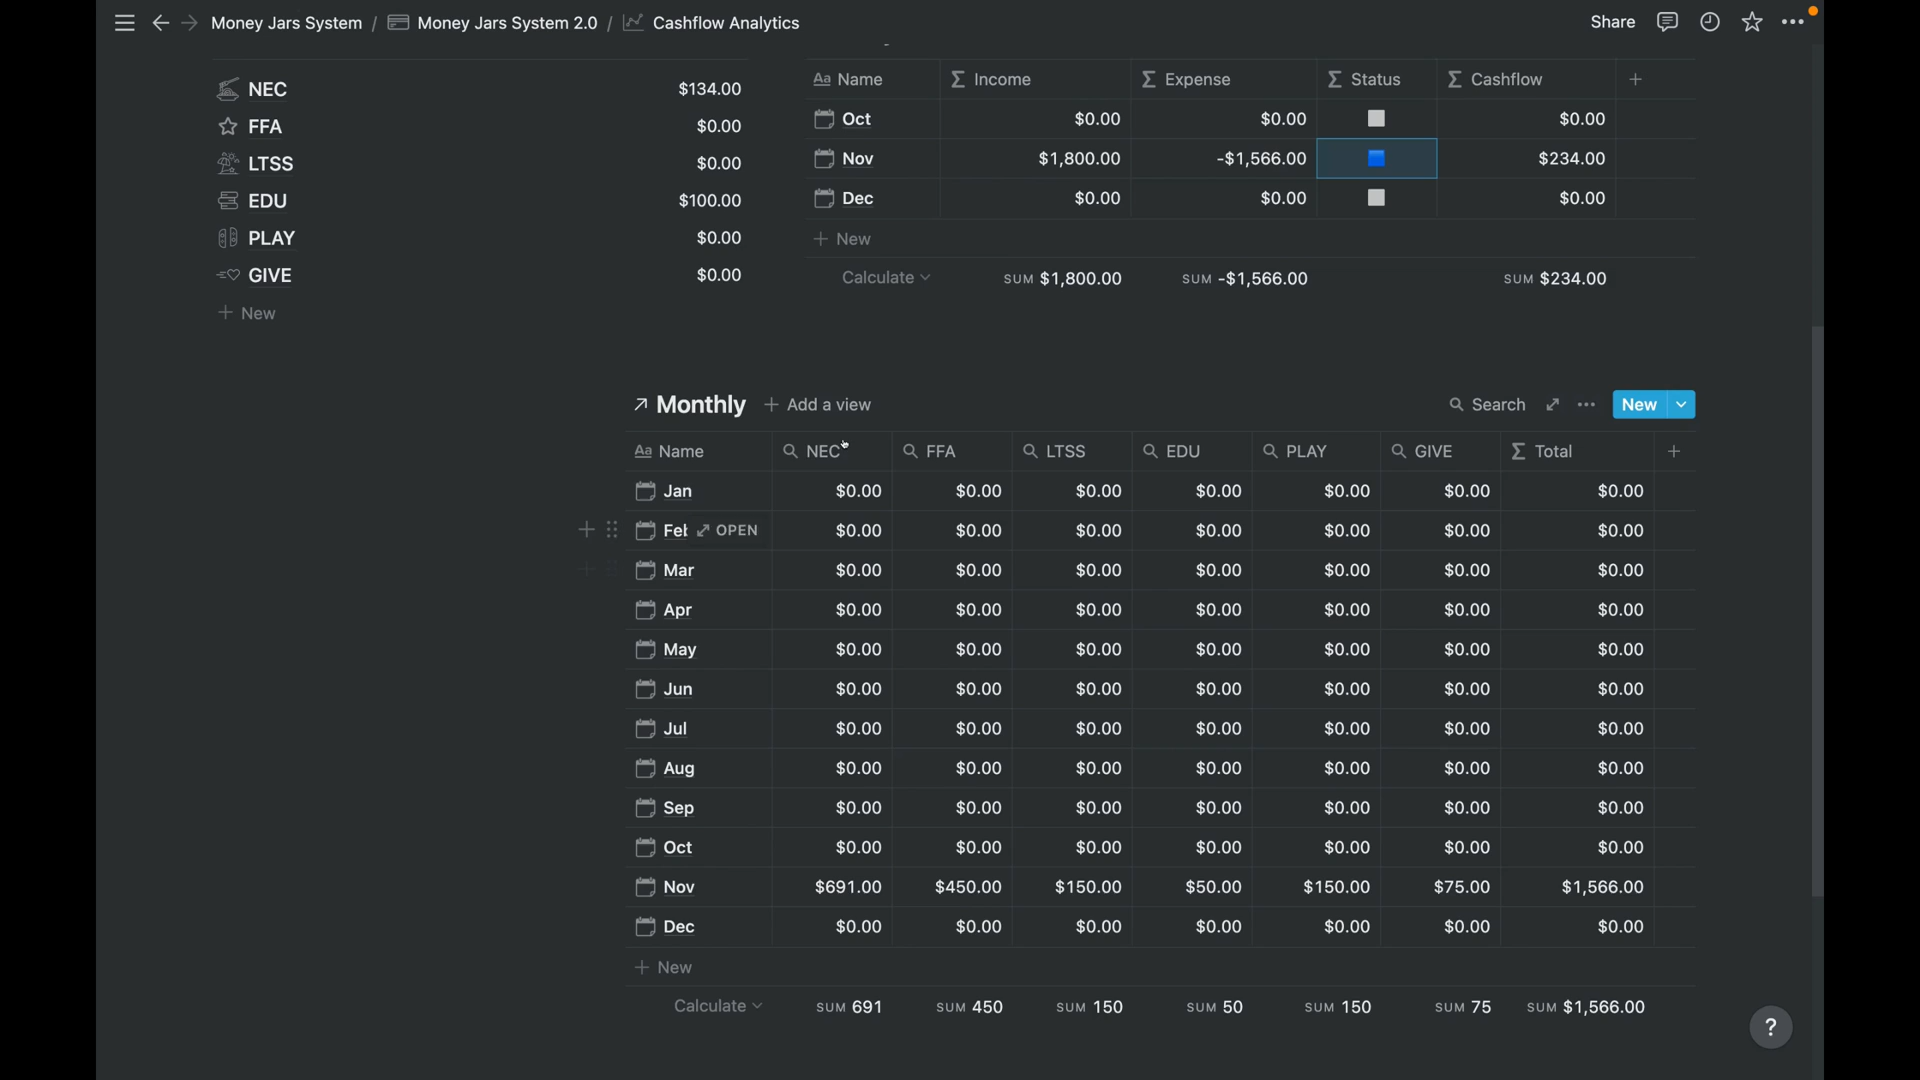 Money Jars System / Money Jars System 2.0 / Cashflow Analytics
Share
NEC $134.00
FFA $0.00
LTSS $0.00
EDU $100.00
PLAY $0.00
GIVE $0.00
+ New
Aa Name Σ Income Σ Expense Σ Status Σ Cashflow +
Oct $0.00 $0.00 $0.00
Nov $1,800.00 -$1,566.00 $234.00
Dec $0.00 $0.00 $0.00
+ New
Calculate SUM $1,800.00 SUM -$1,566.00 SUM $234.00
Monthly + Add a view Search New
Aa Name NEC FFA LTSS EDU PLAY GIVE Σ Total +
Jan $0.00 $0.00 $0.00 $0.00 $0.00 $0.00 $0.00
Feb OPEN $0.00 $0.00 $0.00 $0.00 $0.00 $0.00 $0.00
Mar $0.00 $0.00 $0.00 $0.00 $0.00 $0.00 $0.00
Apr $0.00 $0.00 $0.00 $0.00 $0.00 $0.00 $0.00
May $0.00 $0.00 $0.00 $0.00 $0.00 $0.00 $0.00
Jun $0.00 $0.00 $0.00 $0.00 $0.00 $0.00 $0.00
Jul $0.00 $0.00 $0.00 $0.00 $0.00 $0.00 $0.00
Aug $0.00 $0.00 $0.00 $0.00 $0.00 $0.00 $0.00
Sep $0.00 $0.00 $0.00 $0.00 $0.00 $0.00 $0.00
Oct $0.00 $0.00 $0.00 $0.00 $0.00 $0.00 $0.00
Nov $691.00 $450.00 $150.00 $50.00 $150.00 $75.00 $1,566.00
Dec $0.00 $0.00 $0.00 $0.00 $0.00 $0.00 $0.00
+ New
Calculate SUM 691 SUM 450 SUM 150 SUM 50 SUM 150 SUM 75 SUM $1,566.00
?